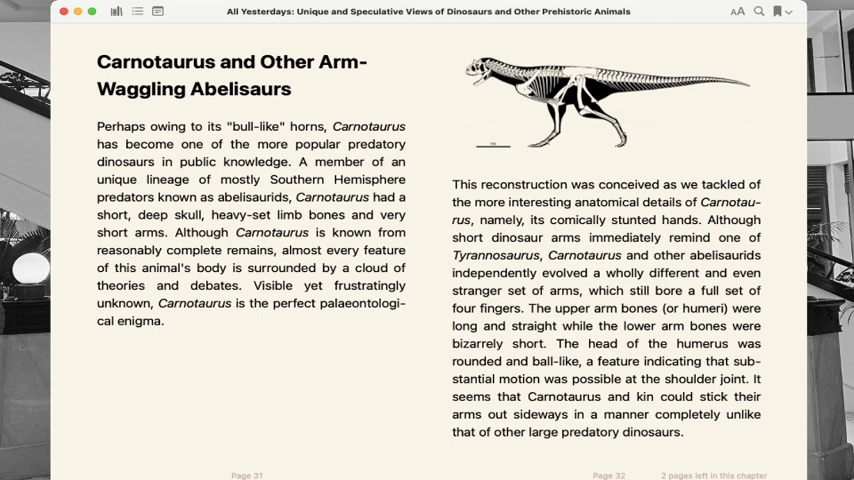 All Yesterdays: Unique and Speculative Views of Dinosaurs and Other Prehistoric Animals
AA
Carnotaurus and Other Arm-
Waggling Abelisaurs
Perhaps owing to its "bull-like" horns, Carnotaurus
has become one of the more popular predatory
dinosaurs in public knowledge. A member of an
unique lineage of mostly Southern Hemisphere
predators known as abelisaurids, Carnotaurus had a
short, deep skull, heavy-set limb bones and very
short arms. Although Carnotaurus is known from
reasonably complete remains, almost every feature
of this animal's body is surrounded by a cloud of
theories and debates. Visible yet frustratingly
unknown, Carnotaurus is the perfect palaeontologi-
cal enigma.
Page 31
This reconstruction was conceived as we tackled of
the more interesting anatomical details of Carnotau-
rus, namely, its comically stunted hands. Although
short dinosaur arms immediately remind one of
Tyrannosaurus, Carnotaurus and other abelisaurids
independently evolved a wholly different and even
stranger set of arms, which still bore a full set of
four fingers. The upper arm bones (or humeri) were
long and straight while the lower arm bones were
bizarrely short. The head of the humerus was
rounded and ball-like, a feature indicating that sub-
stantial motion was possible at the shoulder joint. It
seems that Carnotaurus and kin could stick their
arms out sideways in a manner completely unlike
that of other large predatory dinosaurs.
Page 32
2 pages left in this chapter